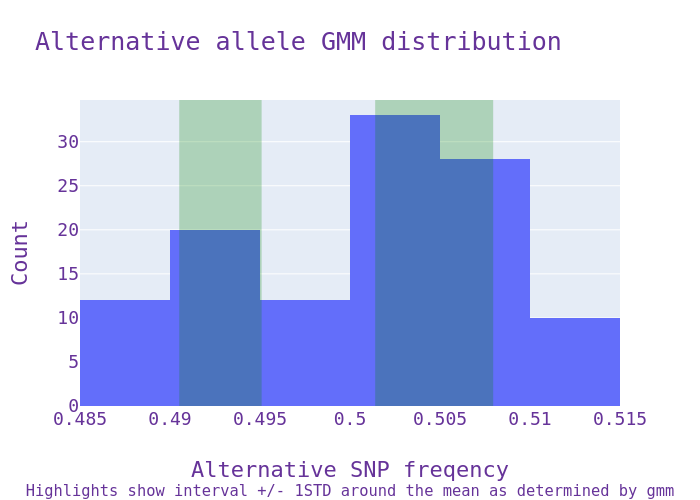 Alternative allele GMM distribution
Count
30
25
20
15
10
5
0
0.485 0.49 0.495 0.5 0.505 0.51 0.515
Alternative SNP freqency
Highlights show interval +/- 1STD around the mean as determined by gmm